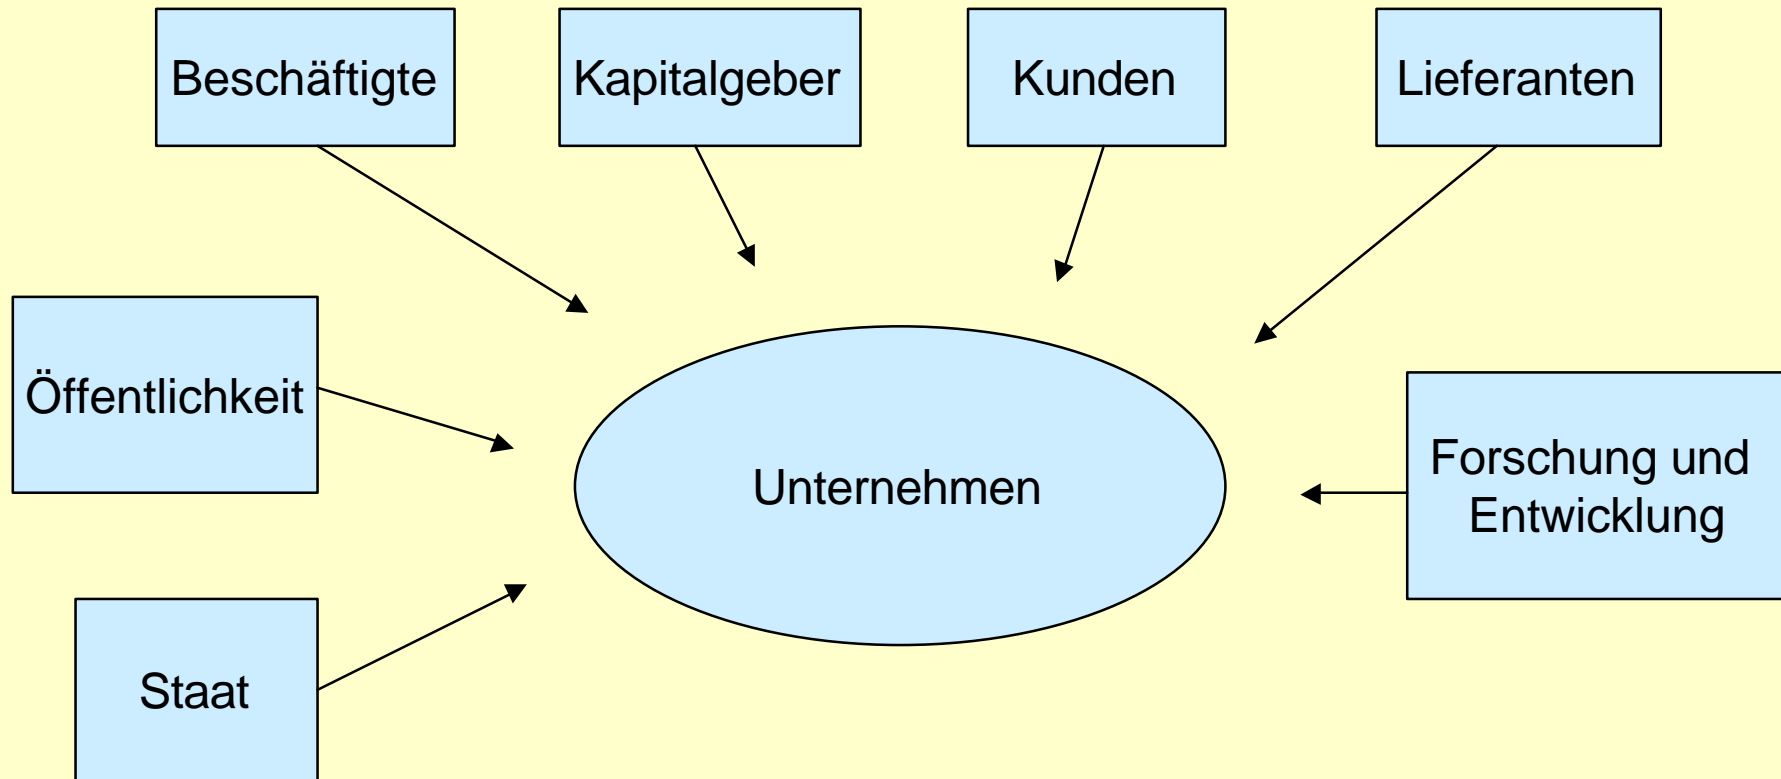 Beschäftigte
Kapitalgeber
Kunden
Lieferanten
Öffentlichkeit
Unternehmen
Forschung und
Entwicklung
Staat